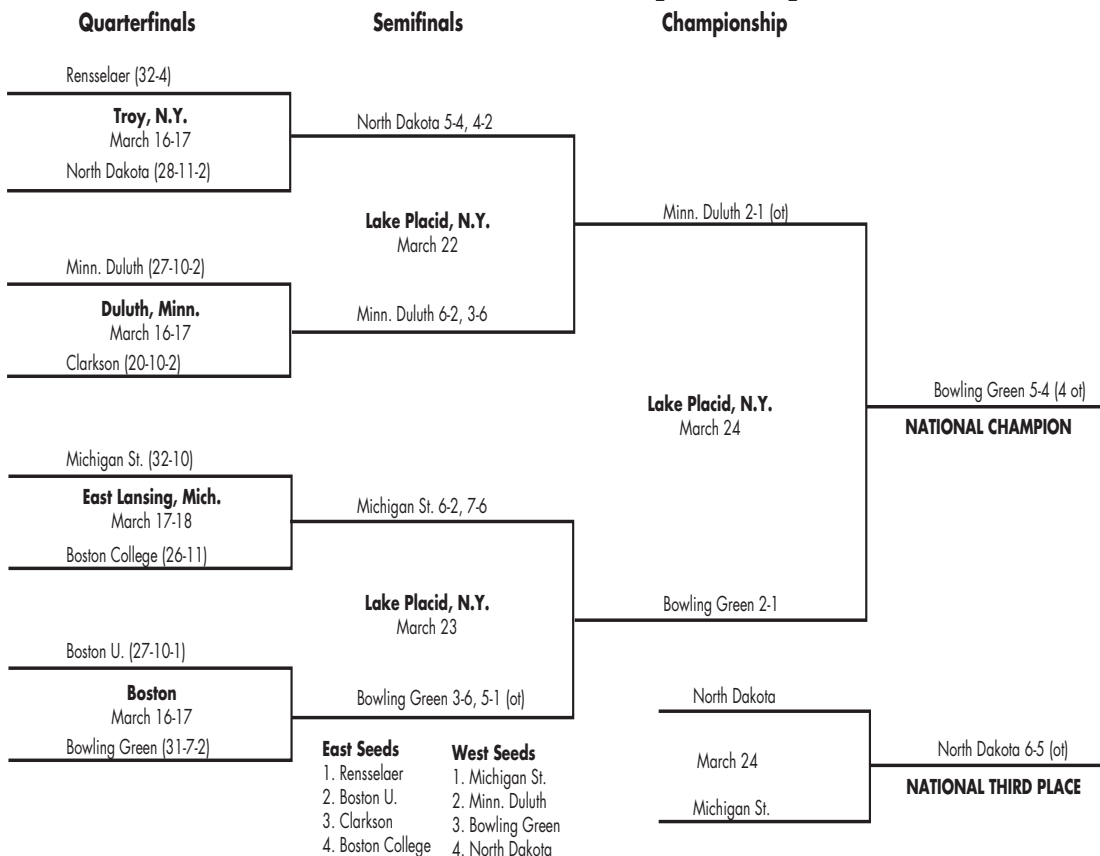 Quarterfinals
Semifinals
Championship
Rensselaer (32-4)
Troy, N.Y.
March 16-17
North Dakota (28-11-2)
Minn. Duluth (27-10-2)
Duluth, Minn.
March 16-17
Clarkson (20-10-2)
Michigan St. (32-10)
East Lansing, Mich.
March 17-18
Boston College (26-11)
Boston U. (27-10-1)
Boston
March 16-17
Bowling Green (31-7-2)
North Dakota 5-4, 4-2
Lake Placid, N.Y.
March 22
Minn. Duluth 6-2, 3-6
Michigan St. 6-2, 7-6
Lake Placid, N.Y.
March 23
Bowling Green 3-6, 5-1 (ot)
Minn. Duluth 2-1 (ot)
Lake Placid, N.Y.
March 24
Bowling Green 2-1
Bowling Green 5-4 (4 ot)
NATIONAL CHAMPION
East Seeds
1. Rensselaer
2. Boston U.
3. Clarkson
4. Boston College
West Seeds
1. Michigan St.
2. Minn. Duluth
3. Bowling Green
4. North Dakota
North Dakota
March 24
Michigan St.
North Dakota 6-5 (ot)
NATIONAL THIRD PLACE